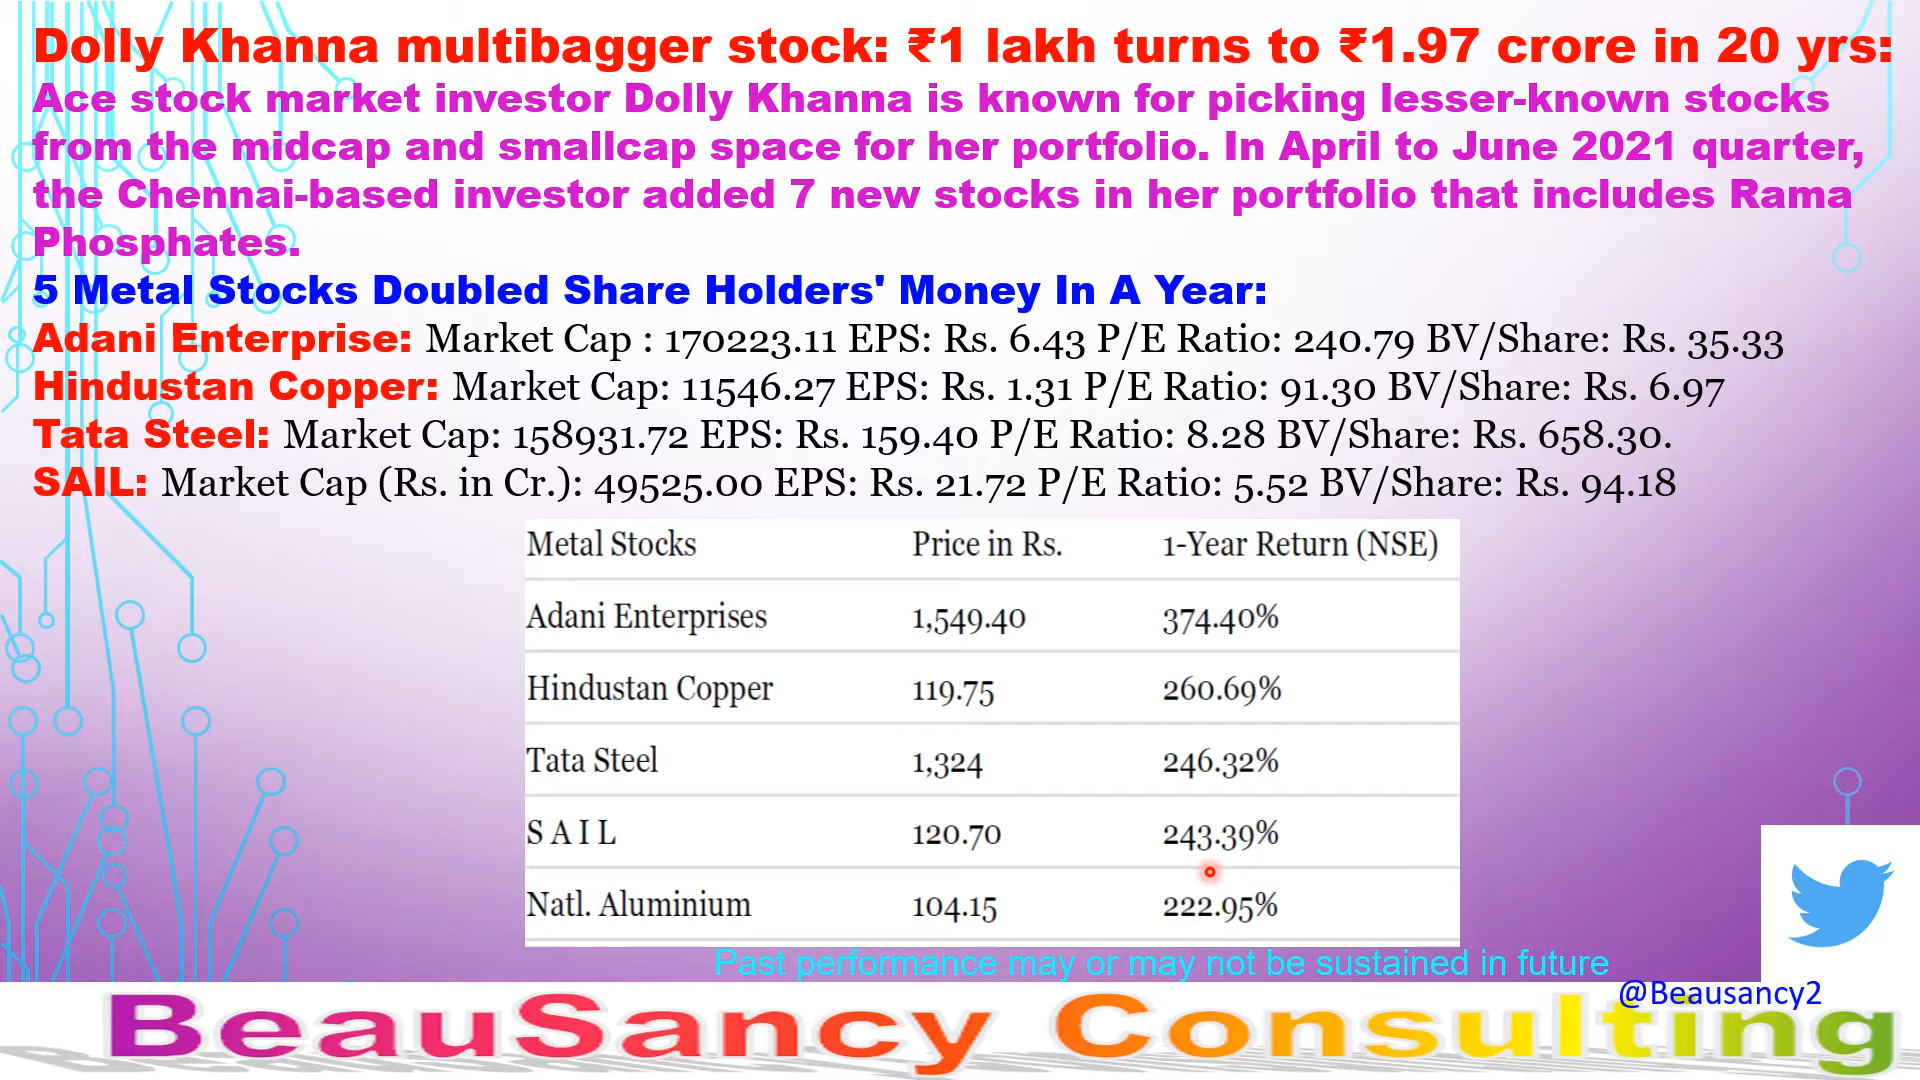 Dolly Khanna multibagger stock: ₹1 lakh turns to ₹1.97 crore in 20 yrs:
Ace stock market investor Dolly Khanna is known for picking lesser-known stocks
from the midcap and smallcap space for her portfolio. In April to June 2021 quarter,
the Chennai-based investor added 7 new stocks in her portfolio that includes Rama
Phosphates.
5 Metal Stocks Doubled Share Holders' Money In A Year:
Adani Enterprise: Market Cap : 170223.11 EPS: Rs. 6.43 P/E Ratio: 240.79 BV/Share: Rs. 35.33
Hindustan Copper: Market Cap: 11546.27 EPS: Rs. 1.31 P/E Ratio: 91.30 BV/Share: Rs. 6.97
Tata Steel: Market Cap: 158931.72 EPS: Rs. 159.40 P/E Ratio: 8.28 BV/Share: Rs. 658.30.
SAIL: Market Cap (Rs. in Cr.): 49525.00 EPS: Rs. 21.72 P/E Ratio: 5.52 BV/Share: Rs. 94.18
Metal Stocks Price in Rs. 1-Year Return (NSE)
Adani Enterprises 1,549.40 374.40%
Hindustan Copper 119.75 260.69%
Tata Steel 1,324 246.32%
S A I L 120.70 243.39%
Natl. Aluminium 104.15 222.95%
Past performance may or may not be sustained in future
@Beausancy2
BeauSancy Consulting